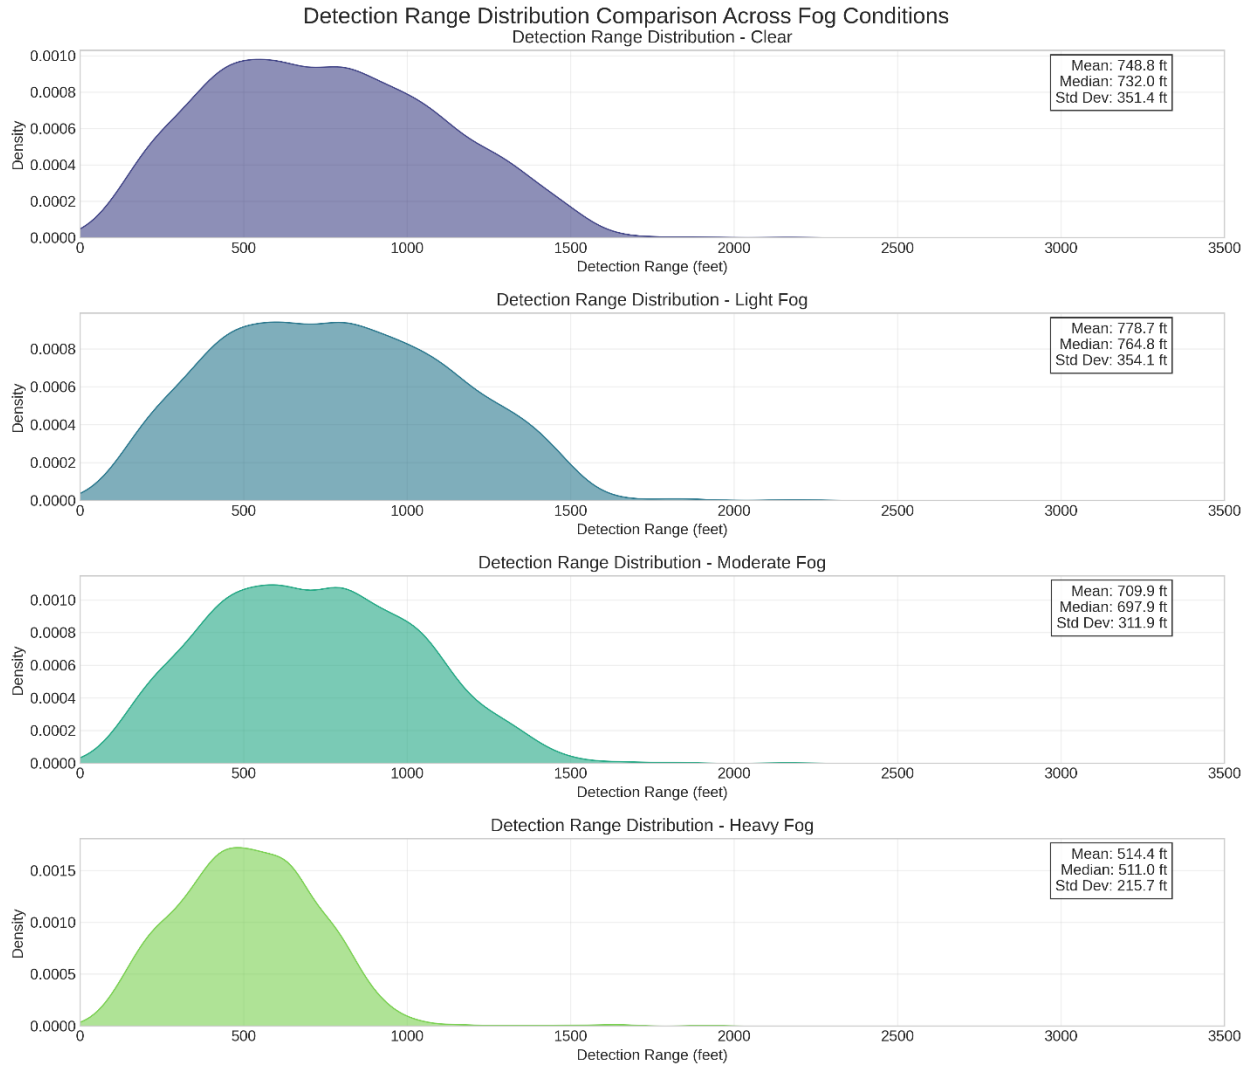 Detection Range Distribution Comparison Across Fog Conditions
Detection Range Distribution - Clear
Mean: 748.8 ft
Median: 732.0 ft
Std Dev: 351.4 ft
Density
0.0010
0.0008
0.0006
0.0004
0.0002
0.0000
0 500 1000 1500 2000 2500 3000 3500
Detection Range (feet)
Detection Range Distribution - Light Fog
Mean: 778.7 ft
Median: 764.8 ft
Std Dev: 354.1 ft
Density
0.0008
0.0006
0.0004
0.0002
0.0000
0 500 1000 1500 2000 2500 3000 3500
Detection Range (feet)
Detection Range Distribution - Moderate Fog
Mean: 709.9 ft
Median: 697.9 ft
Std Dev: 311.9 ft
Density
0.0010
0.0008
0.0006
0.0004
0.0002
0.0000
0 500 1000 1500 2000 2500 3000 3500
Detection Range (feet)
Detection Range Distribution - Heavy Fog
Mean: 514.4 ft
Median: 511.0 ft
Std Dev: 215.7 ft
Density
0.0015
0.0010
0.0005
0.0000
0 500 1000 1500 2000 2500 3000 3500
Detection Range (feet)